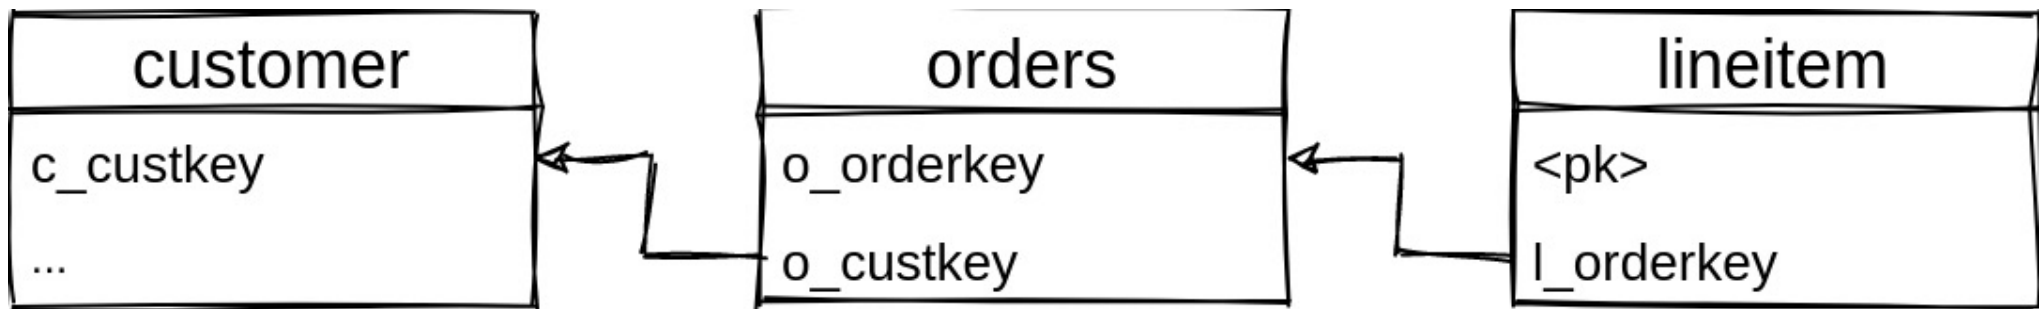 customer
c_custkey
...
orders
o_orderkey
o_custkey
lineitem
<pk>
l_orderkey